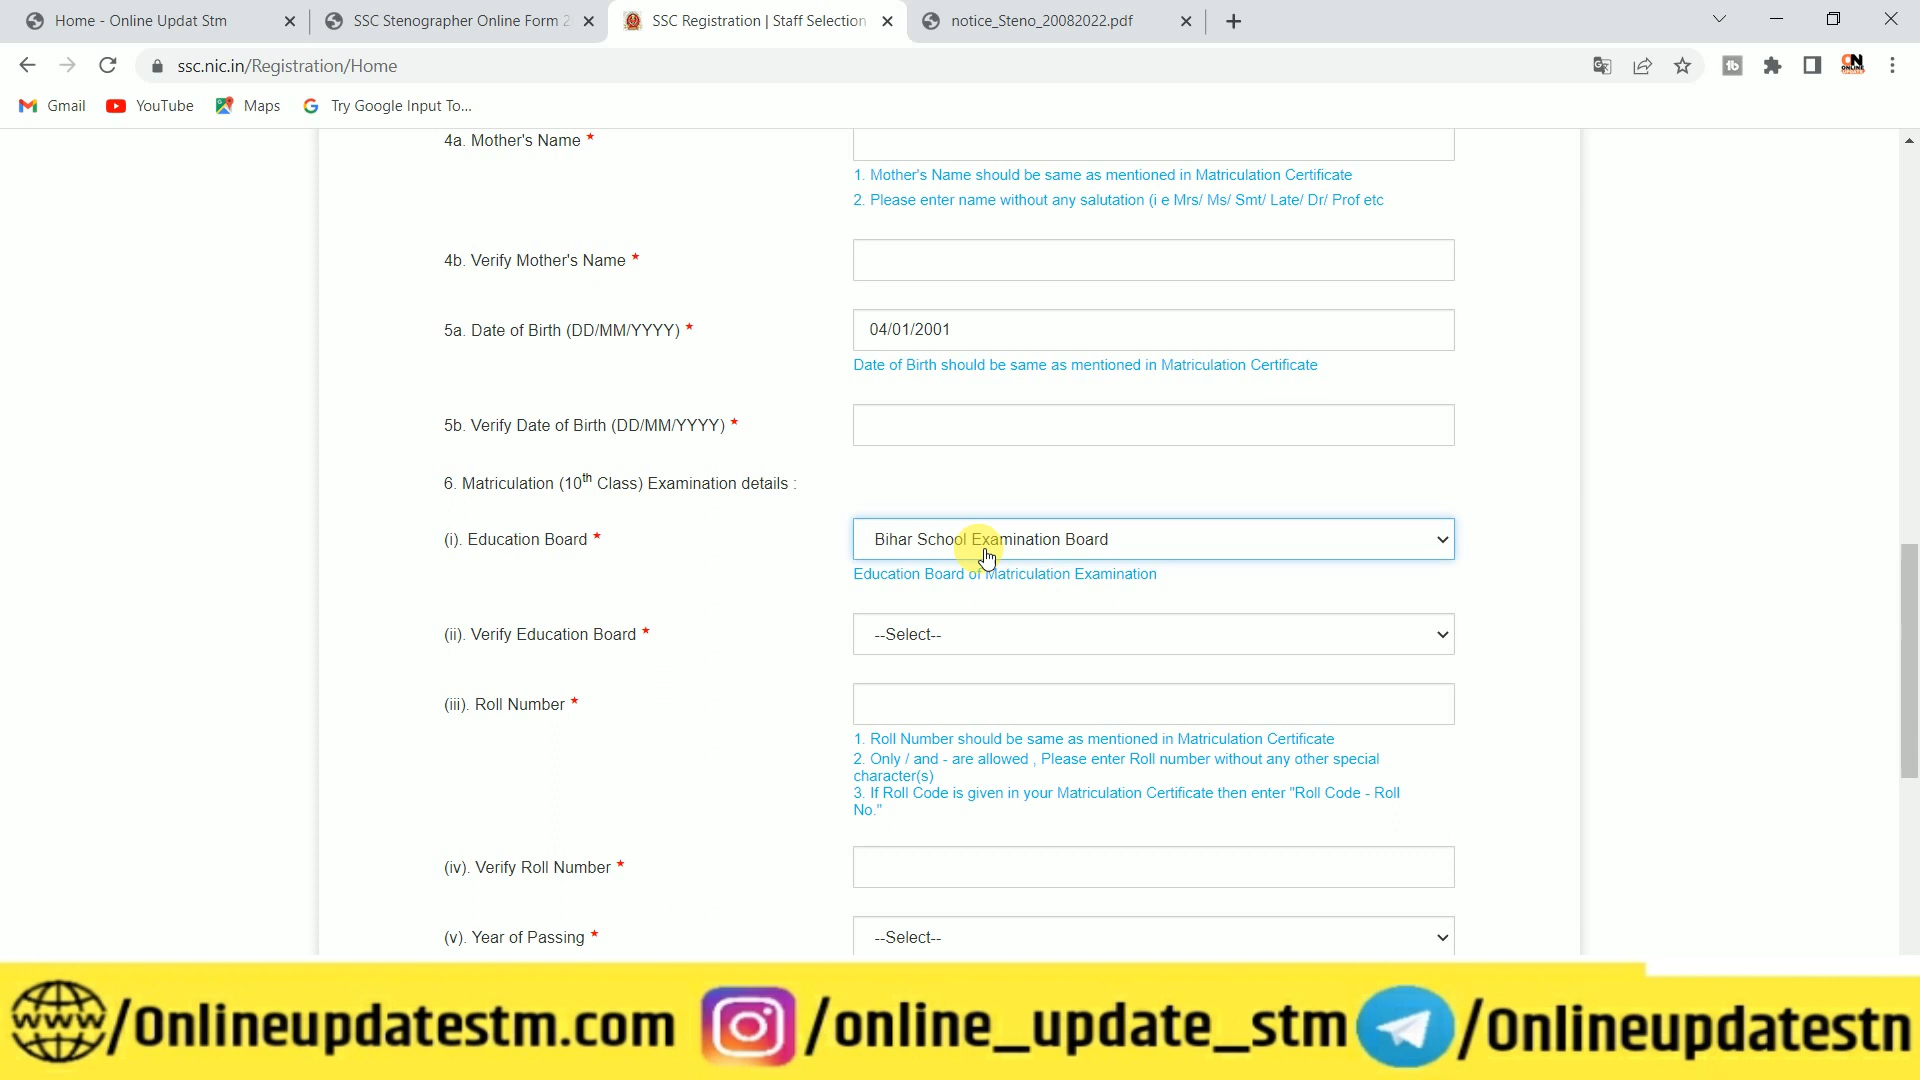 Home - Online Updat Stm
SSC Stenographer Online Form 2
SSC Registration | Staff Selection
notice_Steno_20082022.pdf
ssc.nic.in/Registration/Home
Gmail
YouTube
Maps
Try Google Input To...
4a. Mother's Name *
1. Mother's Name should be same as mentioned in Matriculation Certificate
2. Please enter name without any salutation (i e Mrs/ Ms/ Smt/ Late/ Dr/ Prof etc
4b. Verify Mother's Name *
5a. Date of Birth (DD/MM/YYYY) *
04/01/2001
Date of Birth should be same as mentioned in Matriculation Certificate
5b. Verify Date of Birth (DD/MM/YYYY) *
6. Matriculation (10th Class) Examination details :
(i). Education Board *
Bihar School Examination Board
Education Board of Matriculation Examination
(ii). Verify Education Board *
--Select--
(iii). Roll Number *
1. Roll Number should be same as mentioned in Matriculation Certificate
2. Only / and - are allowed , Please enter Roll number without any other special
character(s)
3. If Roll Code is given in your Matriculation Certificate then enter "Roll Code - Roll
No."
(iv). Verify Roll Number *
(v). Year of Passing *
--Select--
www/Onlineupdatestm.com
/online_update_stm
/Onlineupdatestn